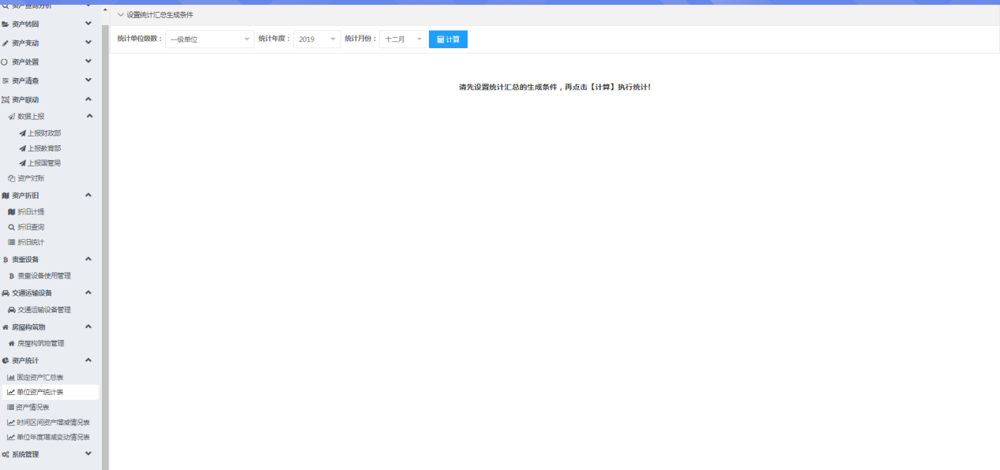 资产查询分析
资产转固
资产变动
资产处置
资产清查
资产联动
数据上报
上报财政部
上报教育部
上报国管局
资产对账
资产折旧
折旧计提
折旧查询
折旧统计
贵重设备
贵重设备使用管理
交通运输设备
交通运输设备管理
房屋构筑物
房屋构筑物管理
资产统计
固定资产汇总表
单位资产统计表
资产情况表
时间区间资产增减情况表
单位年度增减变动情况表
系统管理
设置统计汇总生成条件
统计单位级数： 一级单位 统计年度： 2019 统计月份： 十二月 计算
请先设置统计汇总的生成条件，再点击【计算】执行统计!